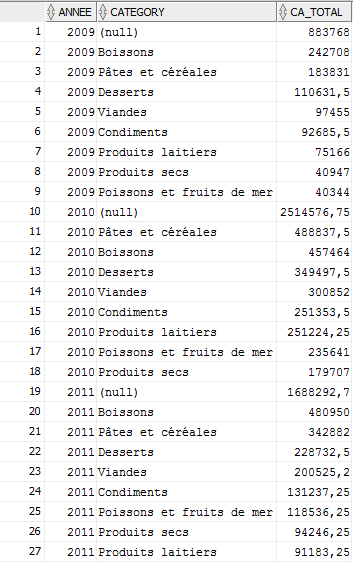 ANNEE CATEGORY CA_TOTAL
1 2009 (null) 883768
2 2009 Boissons 242708
3 2009 Pâtes et céréales 183831
4 2009 Desserts 110631,5
5 2009 Viandes 97455
6 2009 Condiments 92685,5
7 2009 Produits laitiers 75166
8 2009 Produits secs 40947
9 2009 Poissons et fruits de mer 40344
10 2010 (null) 2514576,75
11 2010 Pâtes et céréales 488837,5
12 2010 Boissons 457464
13 2010 Desserts 349497,5
14 2010 Viandes 300852
15 2010 Condiments 251353,5
16 2010 Produits laitiers 251224,25
17 2010 Poissons et fruits de mer 235641
18 2010 Produits secs 179707
19 2011 (null) 1688292,7
20 2011 Boissons 480950
21 2011 Pâtes et céréales 342882
22 2011 Desserts 228732,5
23 2011 Viandes 200525,2
24 2011 Condiments 131237,25
25 2011 Poissons et fruits de mer 118536,25
26 2011 Produits secs 94246,25
27 2011 Produits laitiers 91183,25